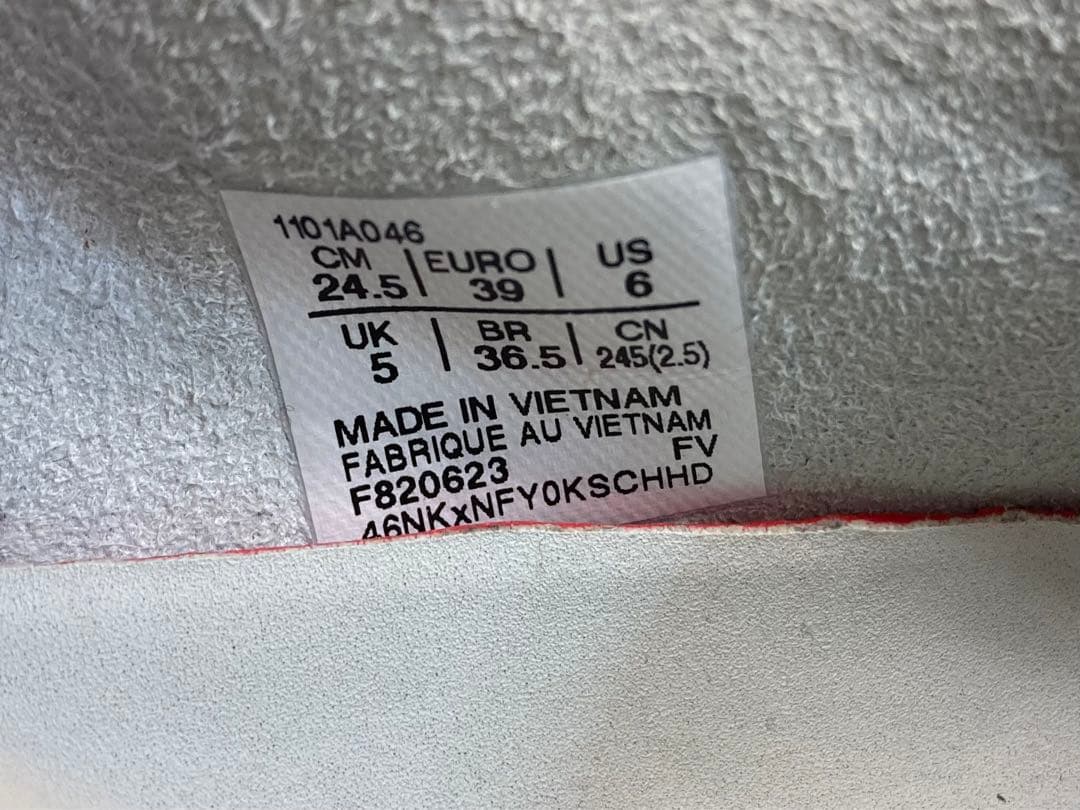 1101A046
CM | EURO | US
24.5 | 39 | 6
UK | BR | CN
5 | 36.5 | 245(2.5)
MADE IN VIETNAM
FABRIQUE AU VIETNAM
F820623 FV
46NKxNFY0KSCHHD